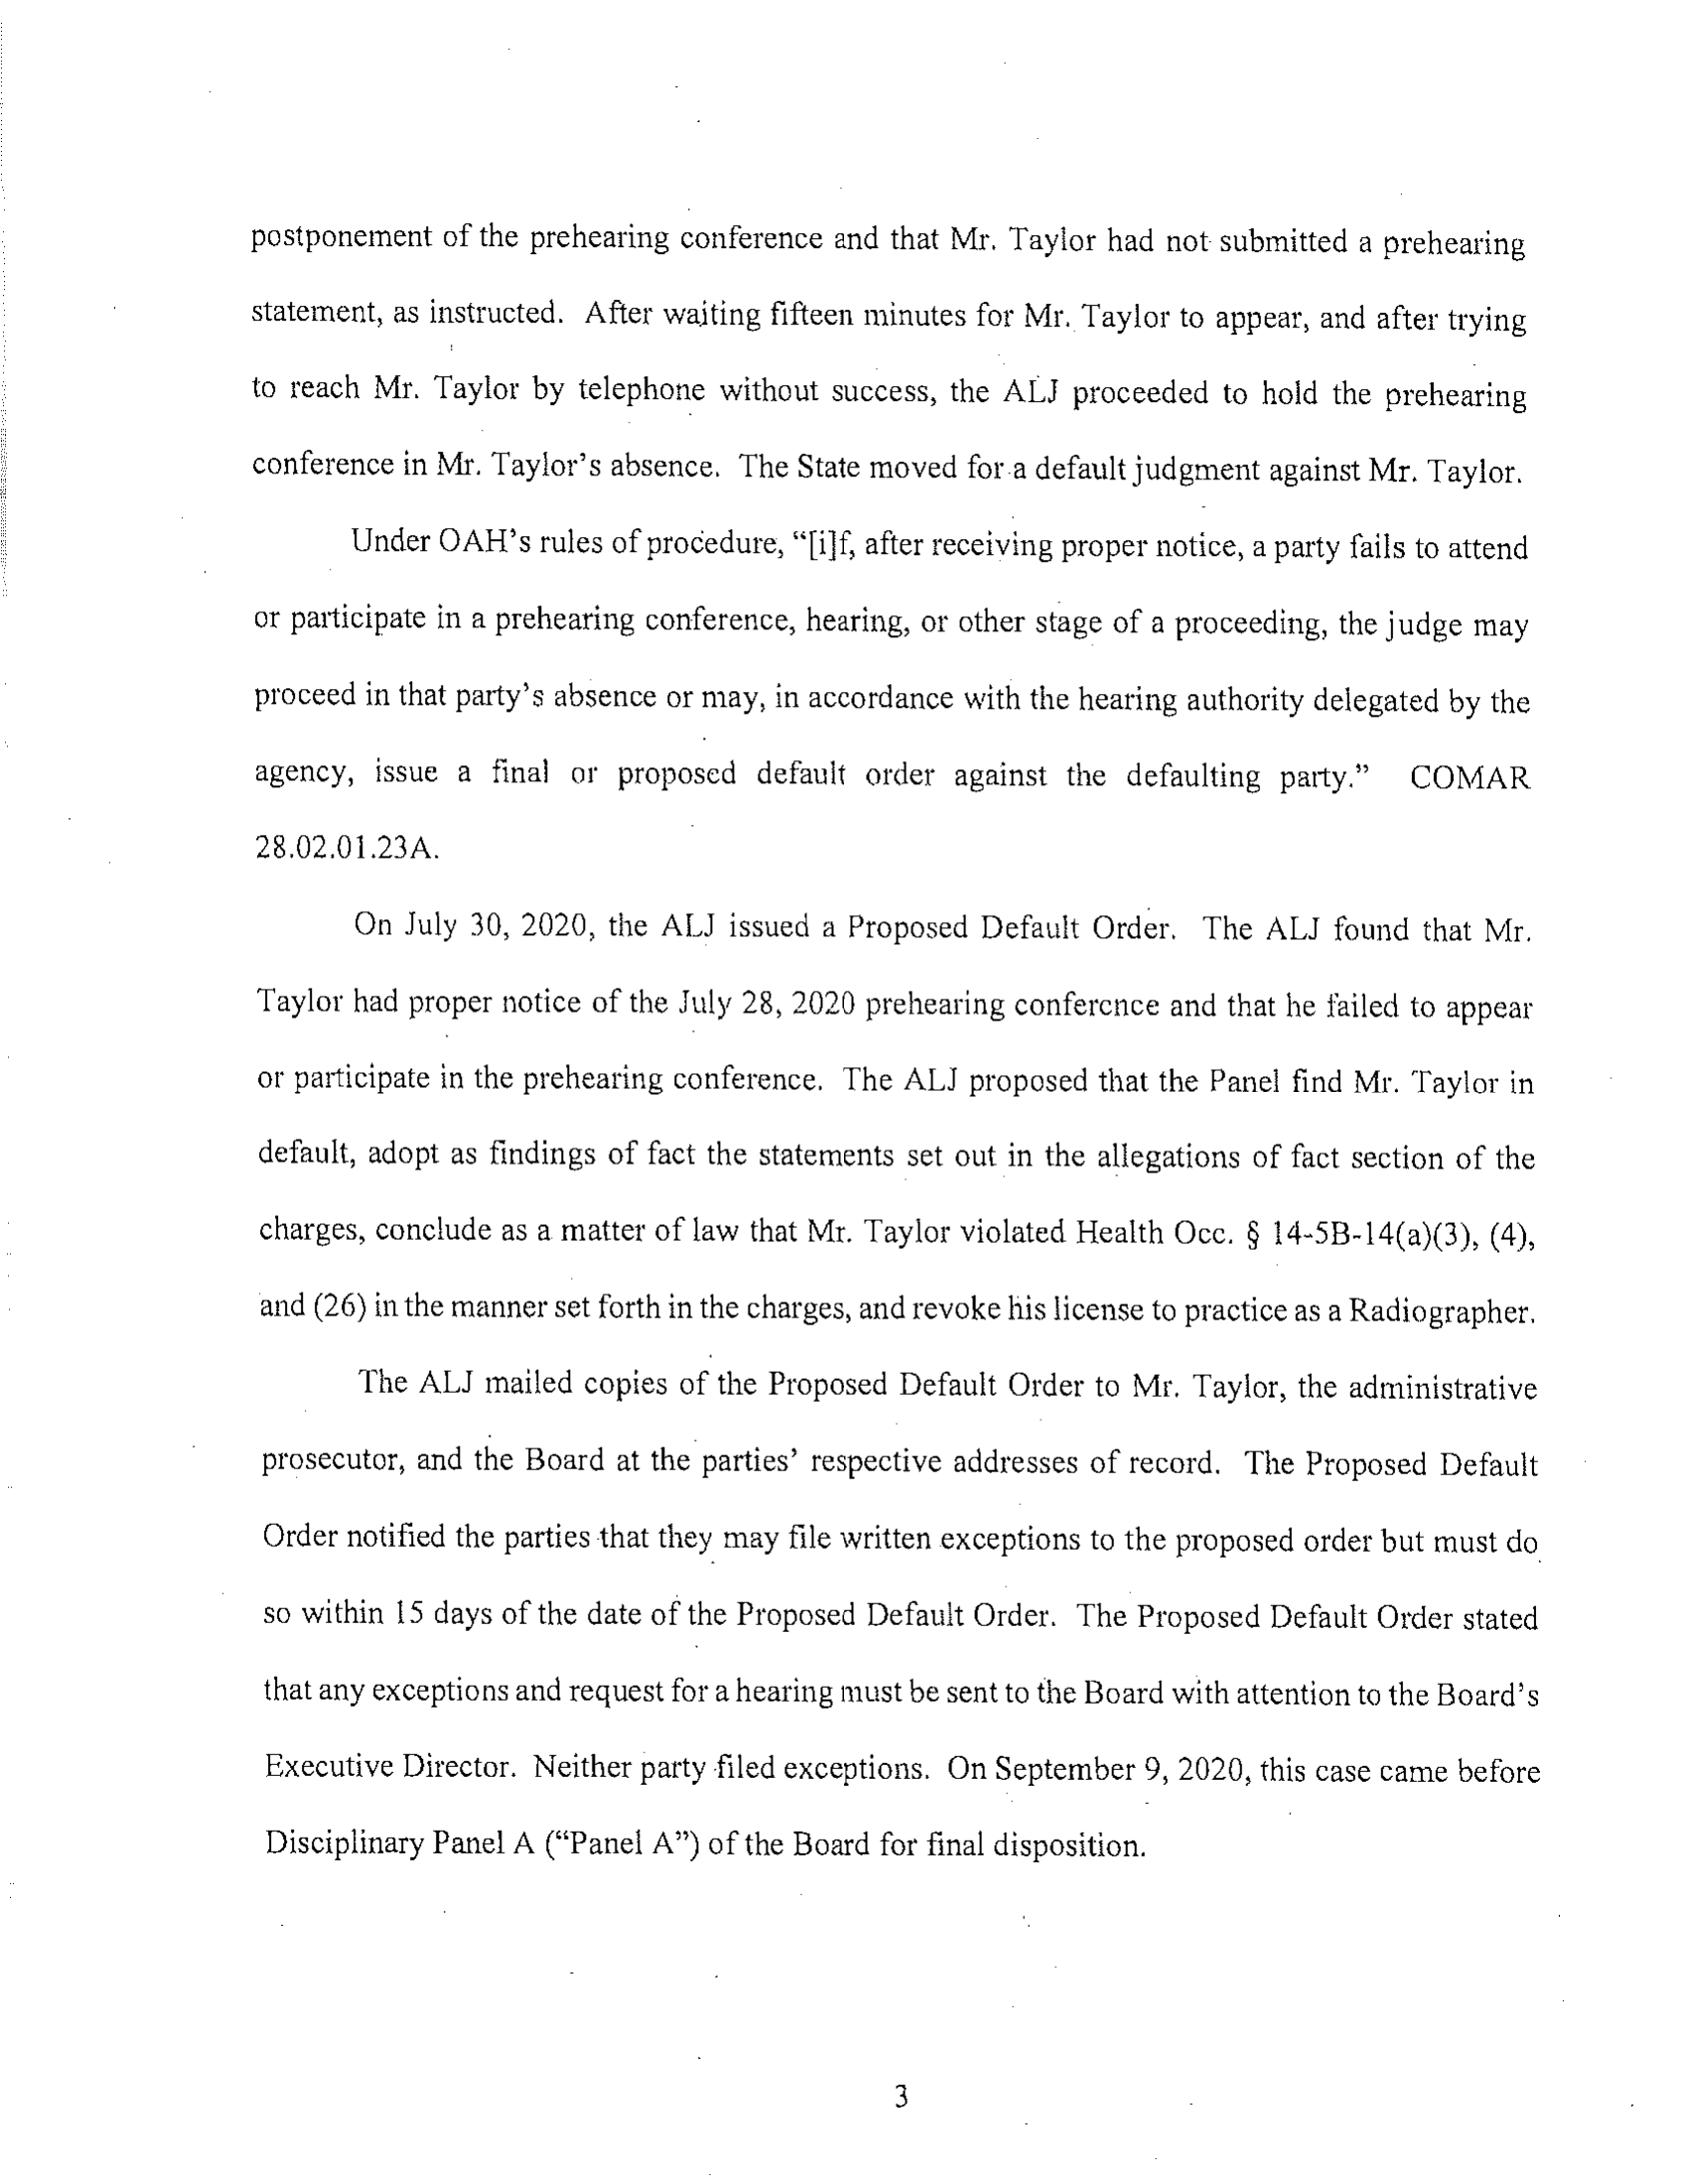 postponement of the prehearing conference and that Mr. Taylor had not submitted a prehearing
statement, as instructed. After waiting fifteen minutes for Mr. Taylor to appear, and after trying
to reach Mr. Taylor by telephone without success, the ALJ proceeded to hold the prehearing
conference in Mr. Taylor's absence. The State moved for a default judgment against Mr. Taylor.
Under OAH's rules of procedure, “[i]f, after receiving proper notice, a party fails to attend
or participate in a prehearing conference, hearing, or other stage of a proceeding, the judge may
proceed in that party's absence or may, in accordance with the hearing authority delegated by the
agency, issue a final or proposed default order against the defaulting party.” COMAR
28.02.01.23A.
On July 30, 2020, the ALJ issued a Proposed Default Order. The ALJ found that Mr.
Taylor had proper notice of the July 28, 2020 prehearing conference and that he failed to appear
or participate in the prehearing conference. The ALJ proposed that the Panel find Mr. Taylor in
default, adopt as findings of fact the statements set out in the allegations of fact section of the
charges, conclude as a matter of law that Mr. Taylor violated Health Occ. § 14-5B-14(a)(3), (4),
and (26) in the manner set forth in the charges, and revoke his license to practice as a Radiographer.
The ALJ mailed copies of the Proposed Default Order to Mr. Taylor, the administrative
prosecutor, and the Board at the parties' respective addresses of record. The Proposed Default
Order notified the parties that they may file written exceptions to the proposed order but must do
so within 15 days of the date of the Proposed Default Order. The Proposed Default Order stated
that any exceptions and request for a hearing must be sent to the Board with attention to the Board's
Executive Director. Neither party filed exceptions. On September 9, 2020, this case came before
Disciplinary Panel A (“Panel A”) of the Board for final disposition.
3